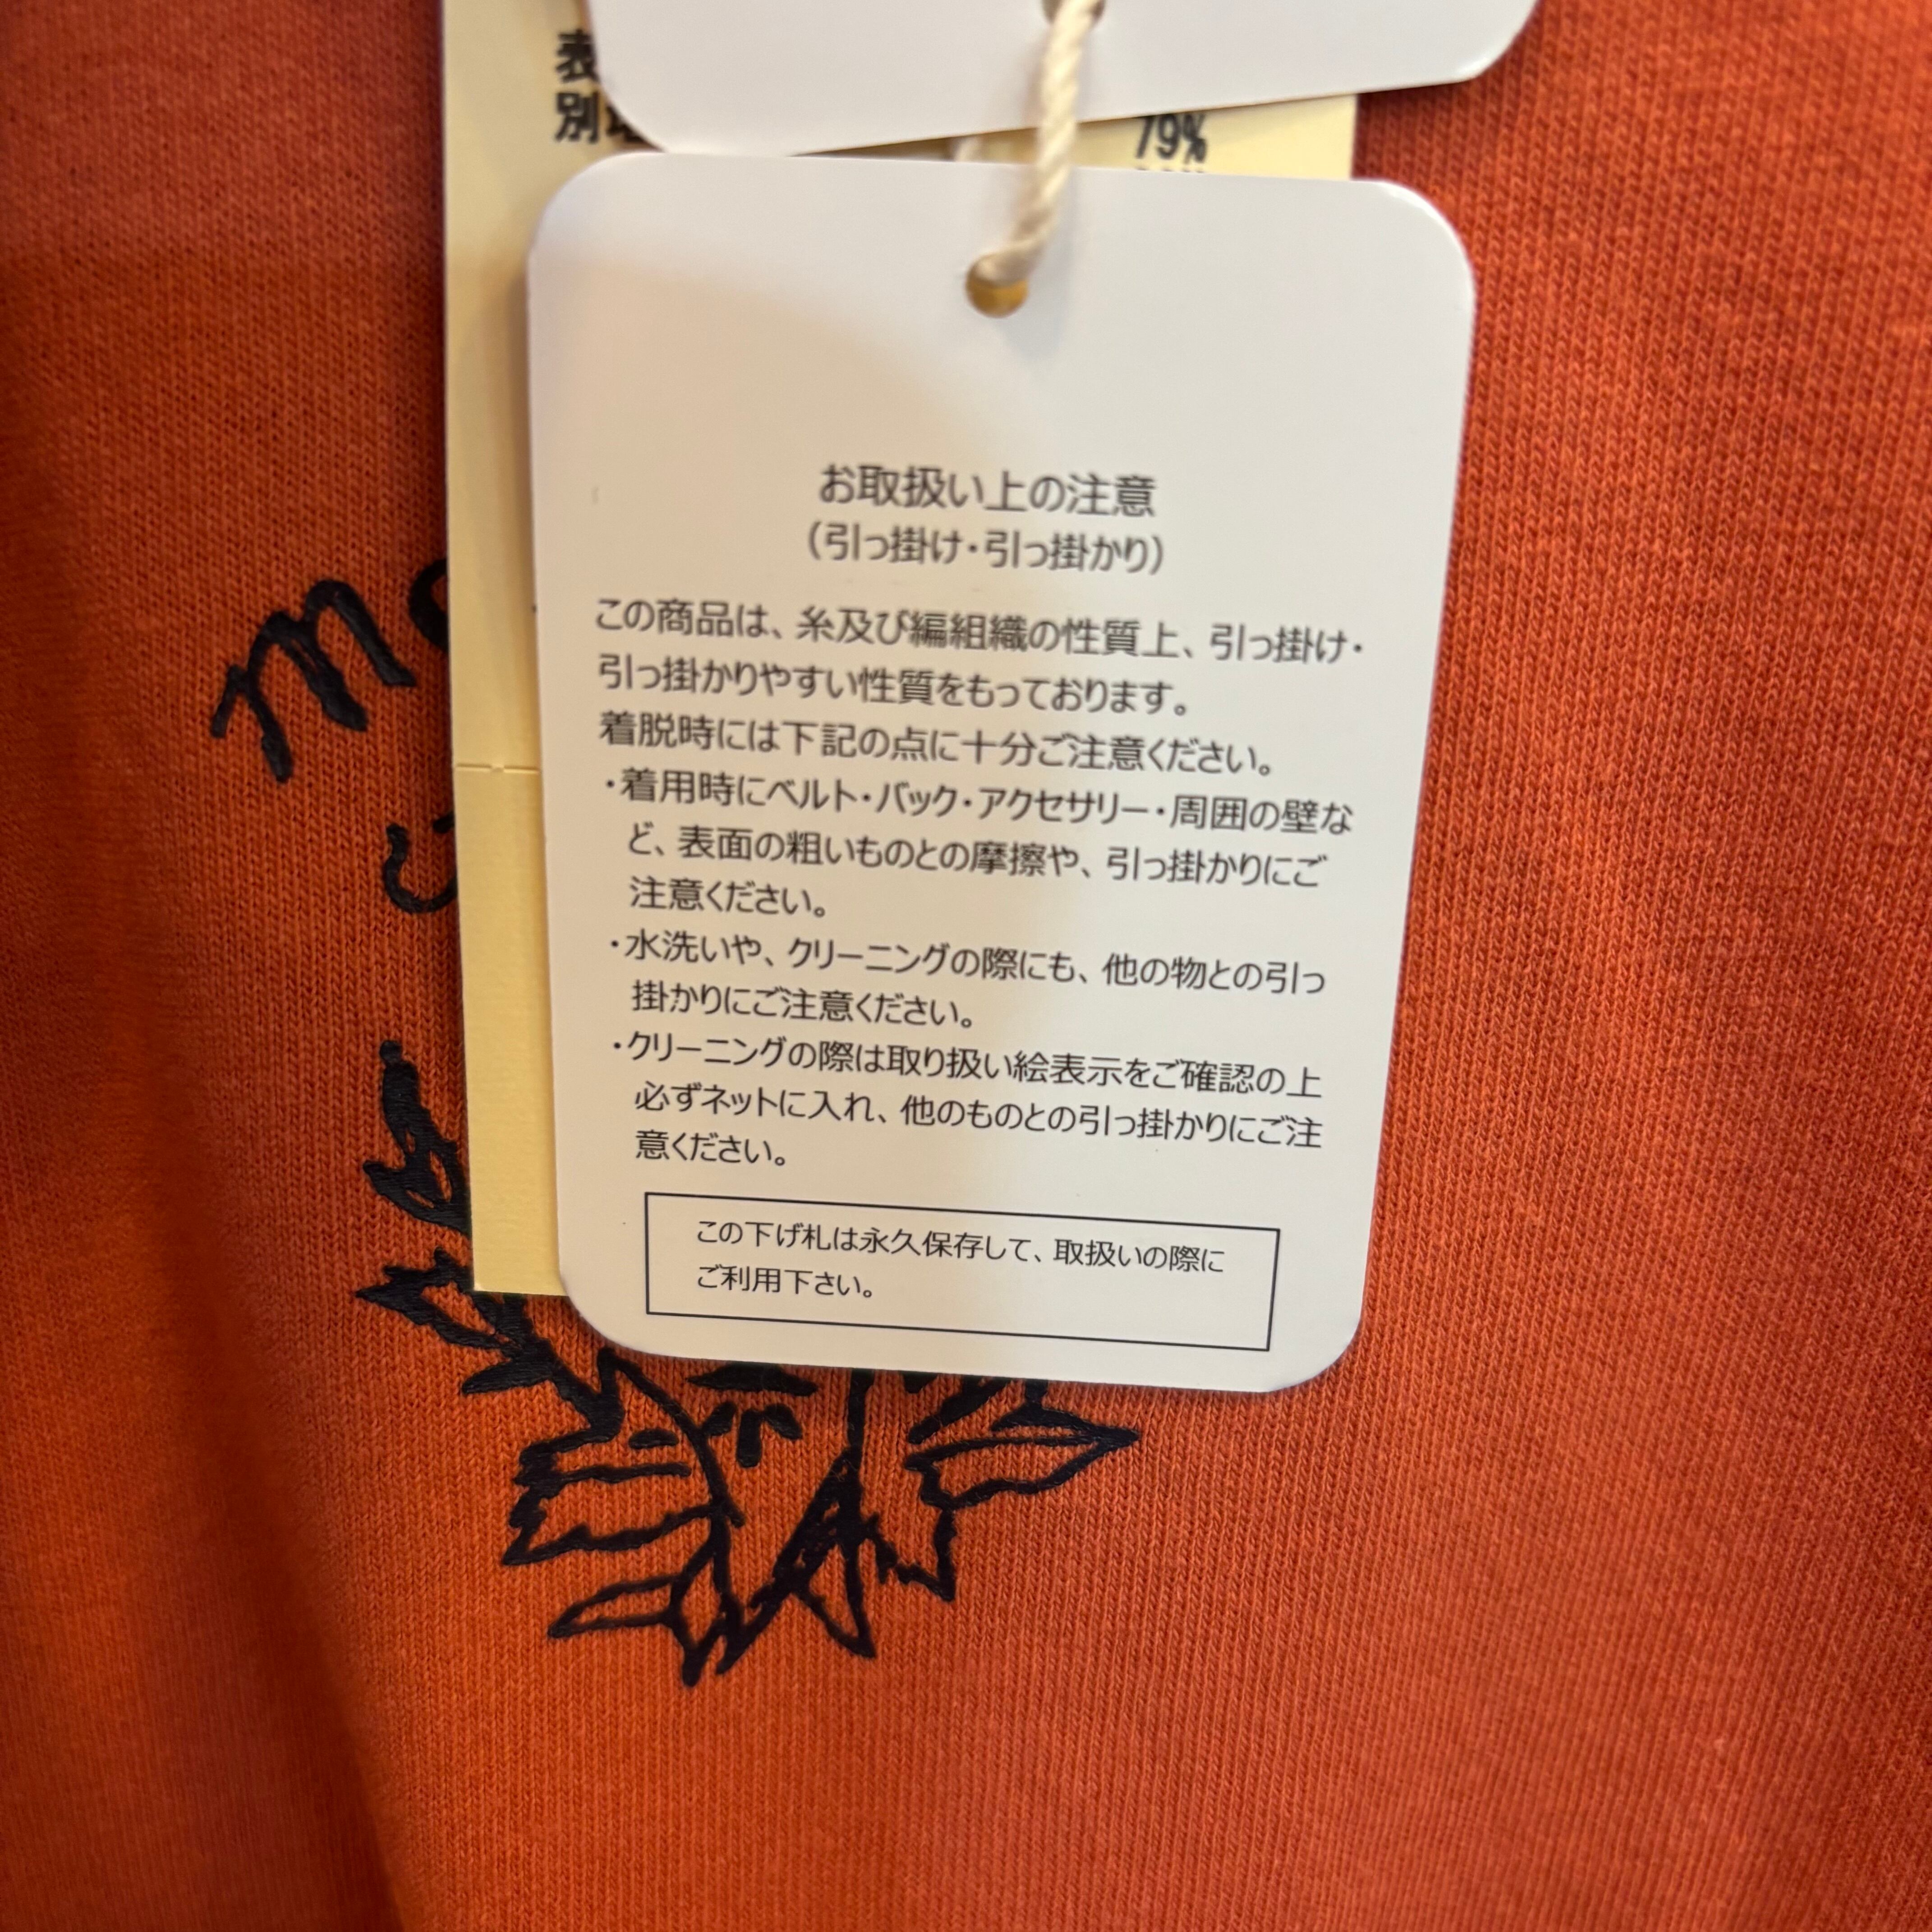 表
別
79%
お取扱い上の注意
（引っ掛け・引っ掛かり）
この商品は、糸及び編組織の性質上、引っ掛け・
引っ掛かりやすい性質をもっております。
着脱時には下記の点に十分ご注意ください。
・着用時にベルト・バック・アクセサリー・周囲の壁な
ど、表面の粗いものとの摩擦や、引っ掛かりにご
注意ください。
・水洗いや、クリーニングの際にも、他の物との引っ
掛かりにご注意ください。
・クリーニングの際は取り扱い絵表示をご確認の上
必ずネットに入れ、他のものとの引っ掛かりにご注
意ください。
この下げ札は永久保存して、取扱いの際に
ご利用下さい。